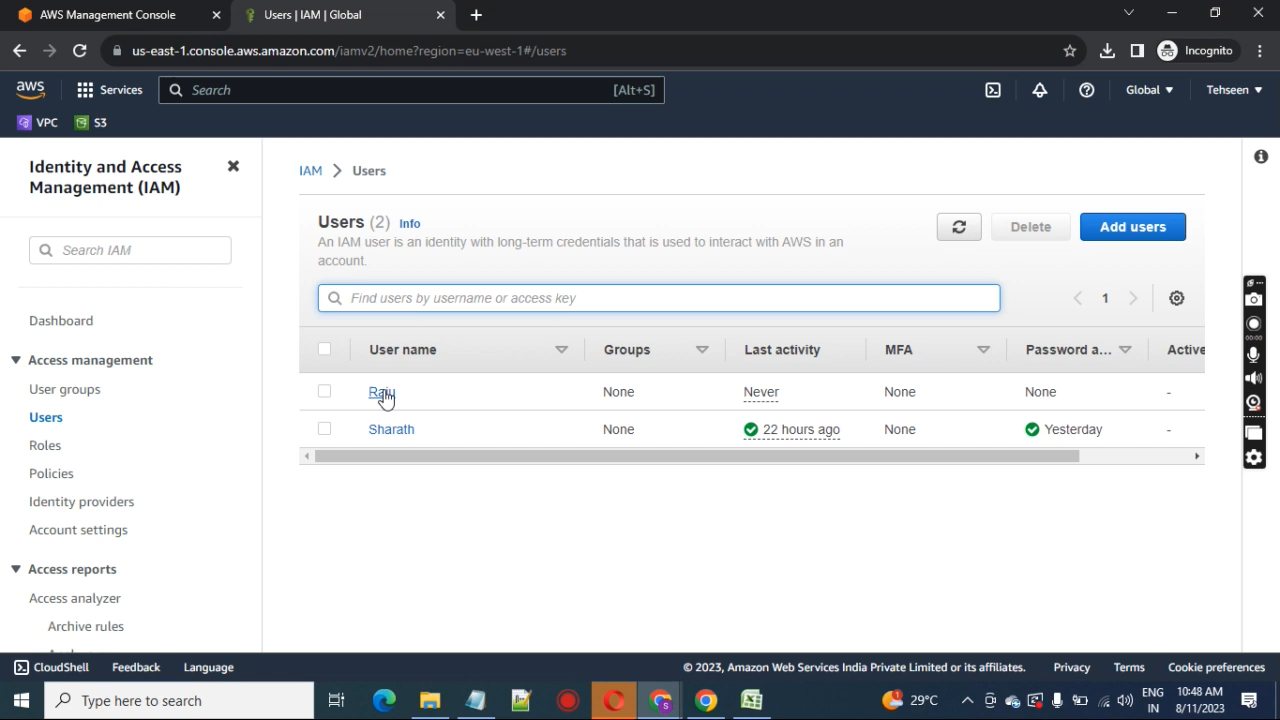 AWS Management Console
Users | IAM | Global
us-east-1.console.aws.amazon.com/iamv2/home?region=eu-west-1#/users
Incognito
aws
Services
Search
[Alt+S]
Global
Tehseen
VPC
S3
Identity and Access
Management (IAM)
Search IAM
Dashboard
Access management
User groups
Users
Roles
Policies
Identity providers
Account settings
Access reports
Access analyzer
Archive rules
IAM > Users
Users (2) Info
An IAM user is an identity with long-term credentials that is used to interact with AWS in an
account.
Delete
Add users
Find users by username or access key
1
User name Groups Last activity MFA Password a... Active
None Never None None -
Sharath None 22 hours ago None Yesterday -
00:00
CloudShell Feedback Language
© 2023, Amazon Web Services India Private Limited or its affiliates. Privacy Terms Cookie preferences
Type here to search
29°C
ENG
IN
10:48 AM
8/11/2023